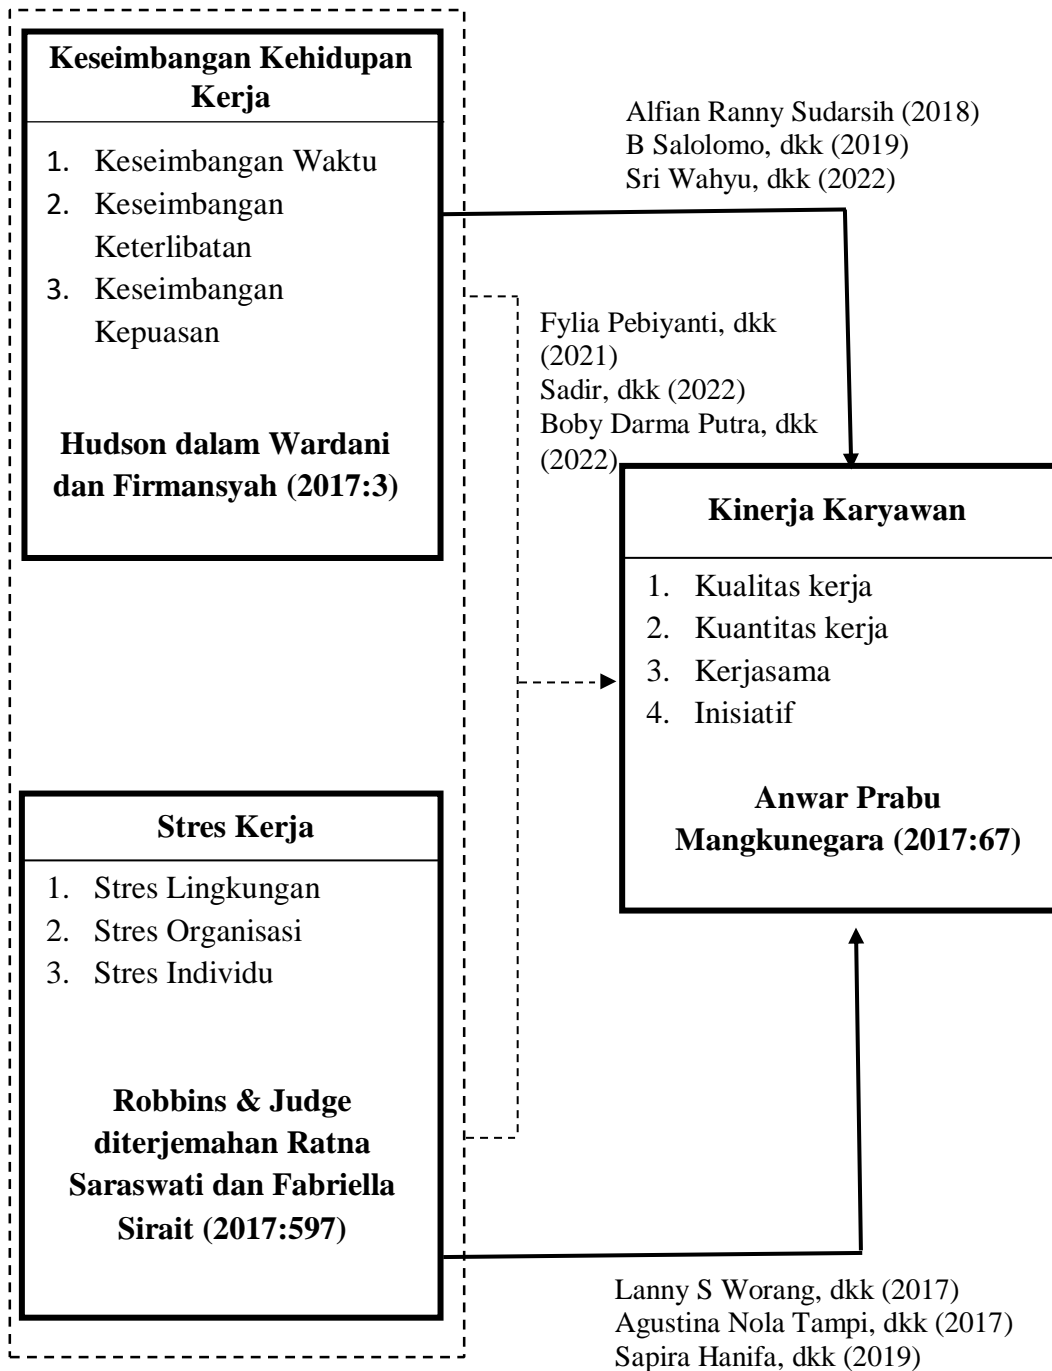 Keseimbangan Kehidupan
Kerja
1. Keseimbangan Waktu
2. Keseimbangan
Keterlibatan
3. Keseimbangan
Kepuasan
Hudson dalam Wardani
dan Firmansyah (2017:3)
Alfian Ranny Sudarsih (2018)
B Salolomo, dkk (2019)
Sri Wahyu, dkk (2022)
Fylia Pebiyanti, dkk
(2021)
Sadir, dkk (2022)
Boby Darma Putra, dkk
(2022)
Kinerja Karyawan
1. Kualitas kerja
2. Kuantitas kerja
3. Kerjasama
4. Inisiatif
Anwar Prabu
Mangkunegara (2017:67)
Stres Kerja
1. Stres Lingkungan
2. Stres Organisasi
3. Stres Individu
Robbins & Judge
diterjemahan Ratna
Saraswati dan Fabriella
Sirait (2017:597)
Lanny S Worang, dkk (2017)
Agustina Nola Tampi, dkk (2017)
Sapira Hanifa, dkk (2019)